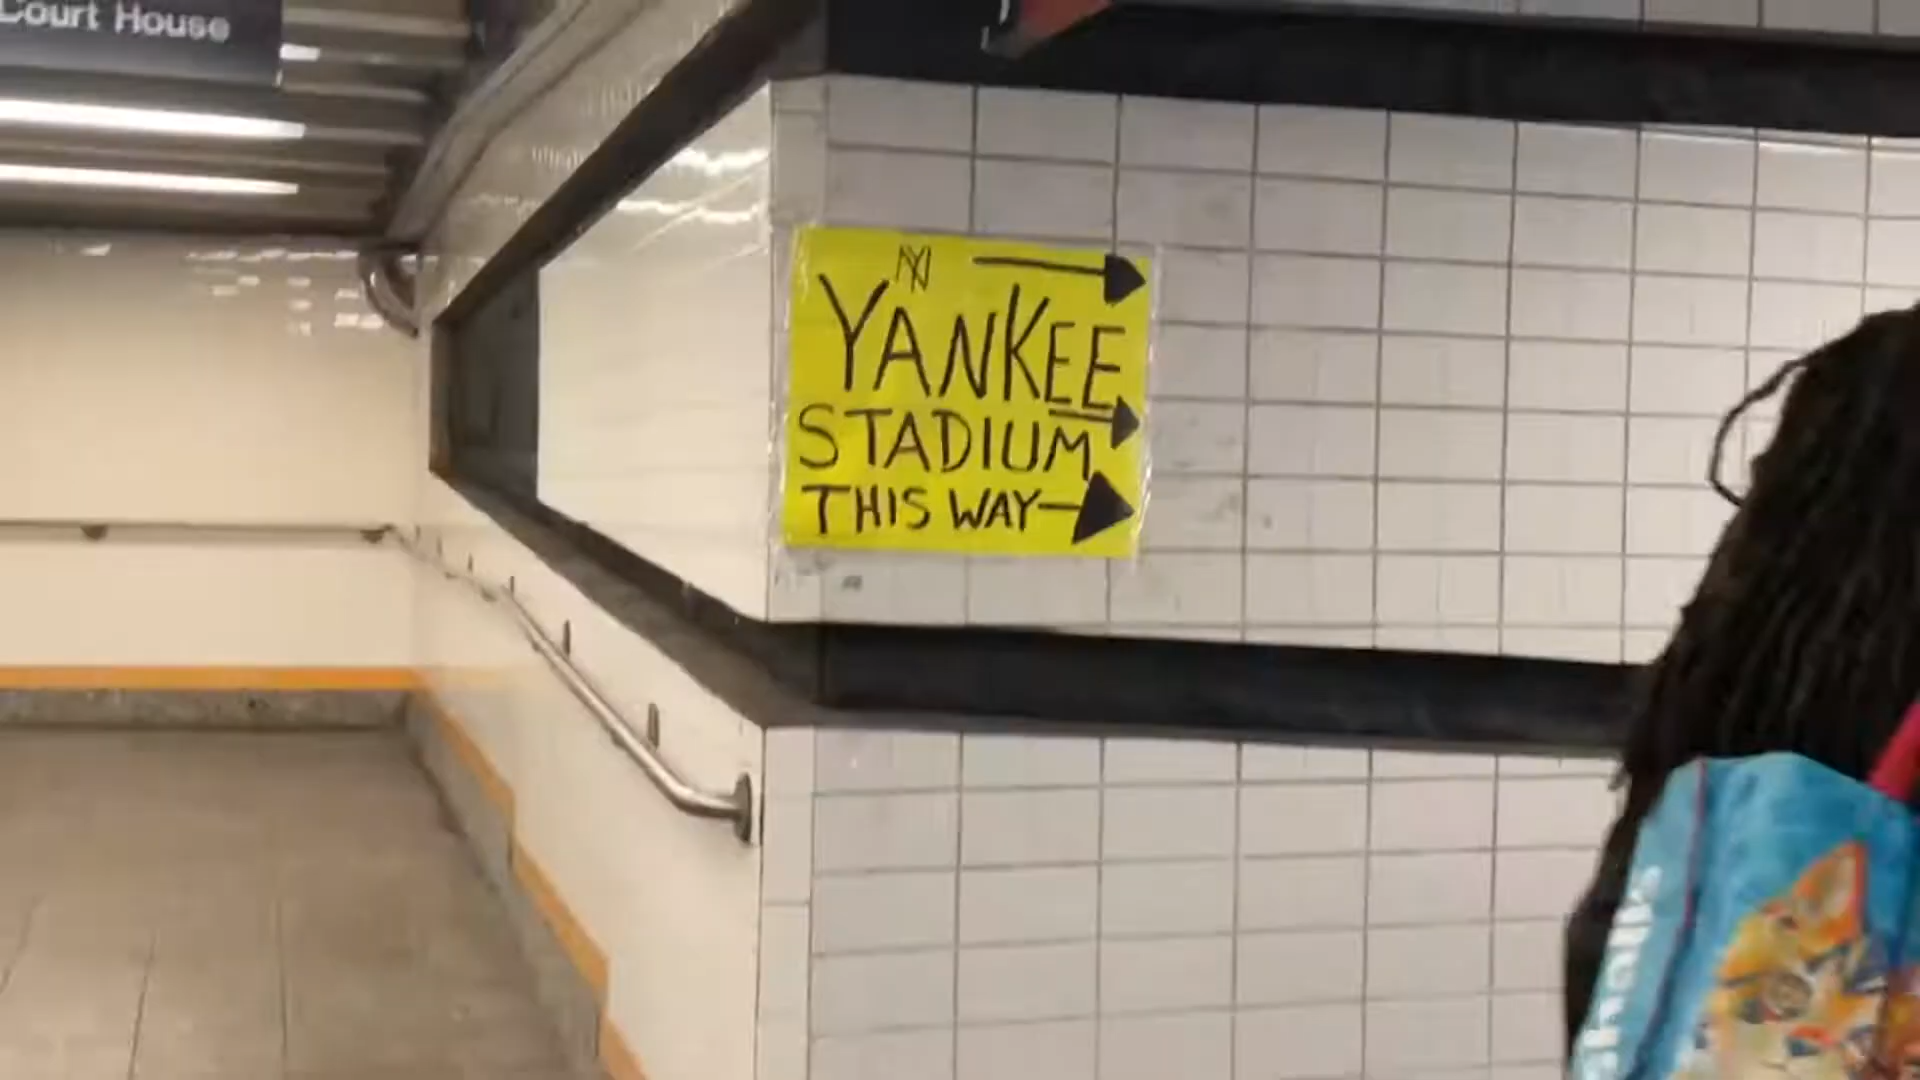 Court House
NY
YANKEE
STADIUM
THIS WAY